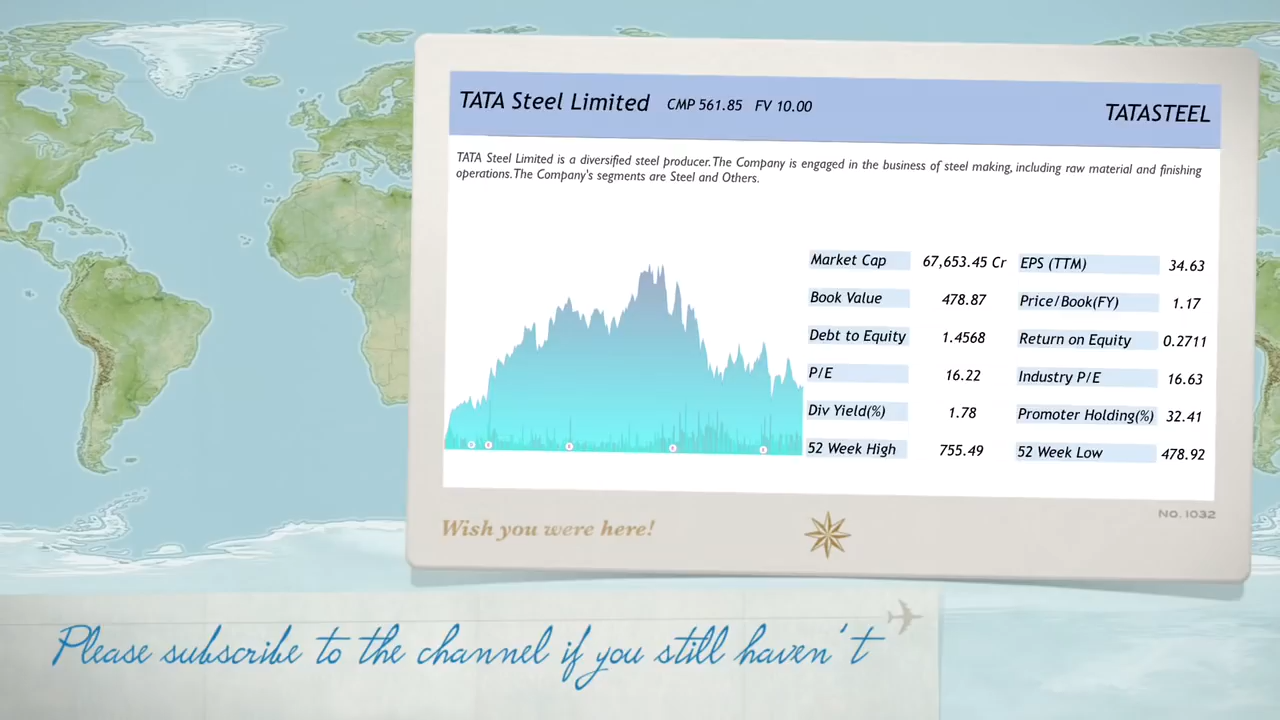 TATA Steel Limited CMP 561.85 FV 10.00 TATASTEEL
TATA Steel Limited is a diversified steel producer.The Company is engaged in the business of steel making, including raw material and finishing
operations.The Company's segments are Steel and Others.
Market Cap 67,653.45 Cr EPS (TTM) 34.63
Book Value 478.87 Price/Book(FY) 1.17
Debt to Equity 1.4568 Return on Equity 0.2711
P/E 16.22 Industry P/E 16.63
Div Yield(%) 1.78 Promoter Holding(%) 32.41
52 Week High 755.49 52 Week Low 478.92
Wish you were here!
NO. 1032
Please subscribe to the channel if you still haven't